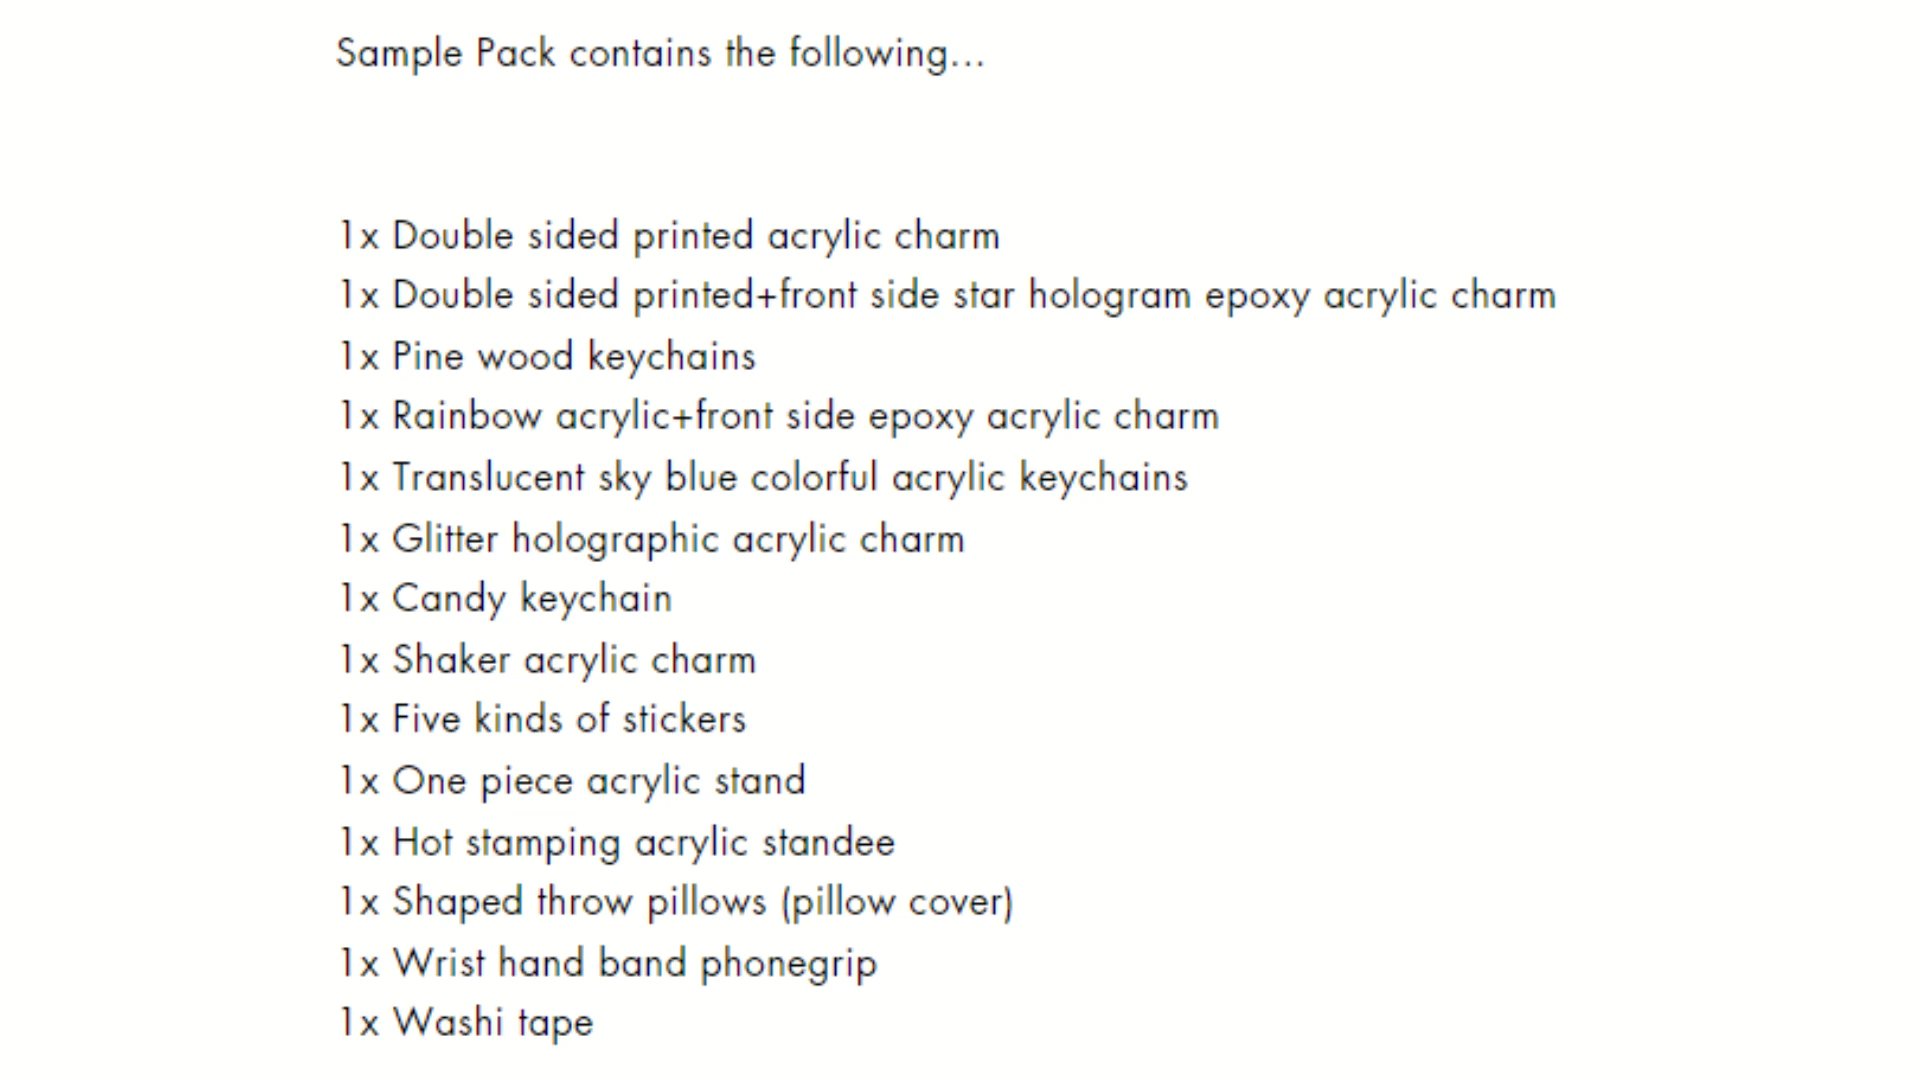 Sample Pack contains the following...
1x Double sided printed acrylic charm
1x Double sided printed+front side star hologram epoxy acrylic charm
1x Pine wood keychains
1x Rainbow acrylic+front side epoxy acrylic charm
1x Translucent sky blue colorful acrylic keychains
1x Glitter holographic acrylic charm
1x Candy keychain
1x Shaker acrylic charm
1x Five kinds of stickers
1x One piece acrylic stand
1x Hot stamping acrylic standee
1x Shaped throw pillows (pillow cover)
1x Wrist hand band phonegrip
1x Washi tape